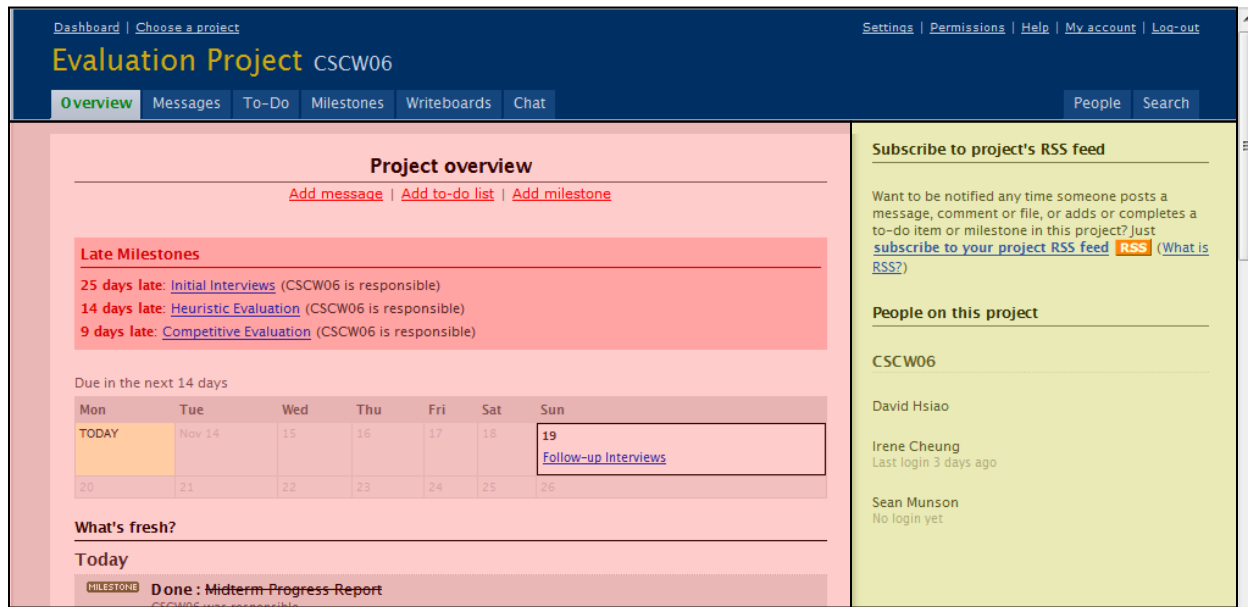 Dashboard | Choose a project
Settings | Permissions | Help | My account | Log-out
Evaluation Project CSCW06
Overview Messages To-Do Milestones Writeboards Chat
People Search
Project overview
Add message | Add to-do list | Add milestone
Late Milestones
25 days late: Initial Interviews (CSCW06 is responsible)
14 days late: Heuristic Evaluation (CSCW06 is responsible)
9 days late: Competitive Evaluation (CSCW06 is responsible)
Due in the next 14 days
Mon Tue Wed Thu Fri Sat Sun
TODAY Nov 14 15 16 17 18 19
Follow-up Interviews
20 21 22 23 24 25 26
What's fresh?
Today
MILESTONE Done : Midterm Progress Report
CSCW06 was responsible
Subscribe to project's RSS feed
Want to be notified any time someone posts a
message, comment or file, or adds or completes a
to-do item or milestone in this project? Just
subscribe to your project RSS feed RSS (What is
RSS?)
People on this project
CSCW06
David Hsiao
Irene Cheung
Last login 3 days ago
Sean Munson
No login yet